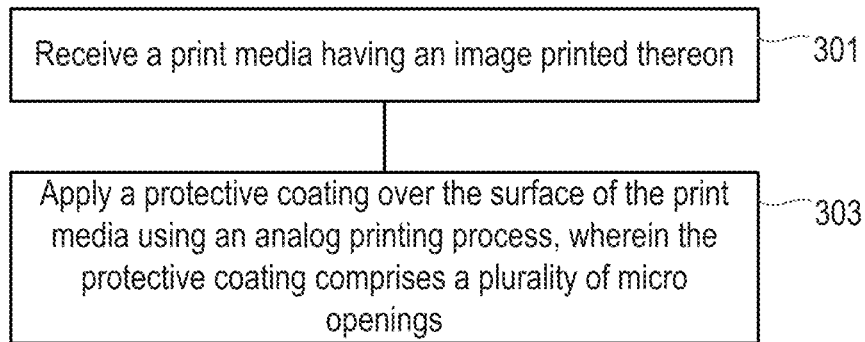 Receive a print media having an image printed thereon
301
Apply a protective coating over the surface of the print
media using an analog printing process, wherein the
protective coating comprises a plurality of micro
openings
303